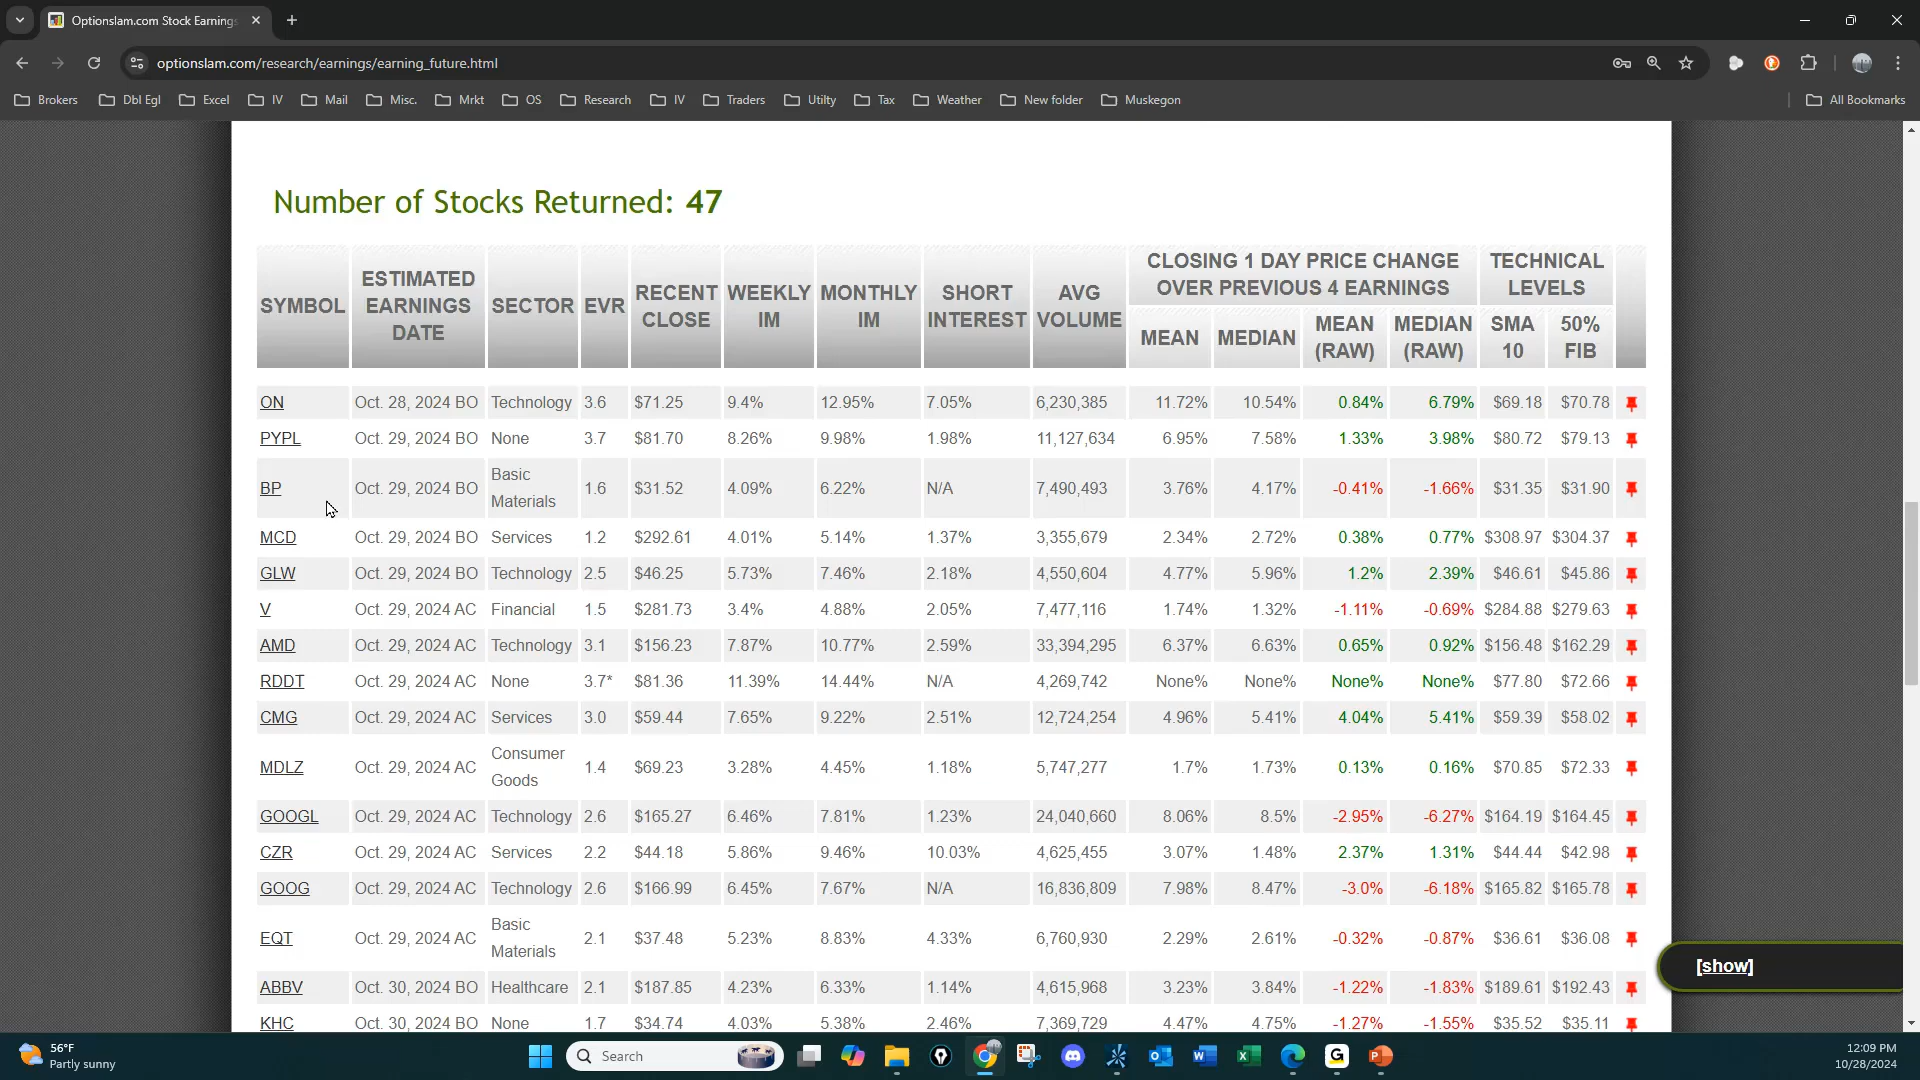 Optionslam.com Stock Earnings
optionslam.com/research/earnings/earning_future.html
Brokers Dbl Egl Excel IV Mail Misc. Mrkt OS Research IV Traders Utilty Tax Weather New folder Muskegon All Bookmarks
Number of Stocks Returned: 47
SYMBOL ESTIMATED EARNINGS DATE SECTOR EVR RECENT CLOSE WEEKLY IM MONTHLY IM SHORT INTEREST AVG VOLUME CLOSING 1 DAY PRICE CHANGE OVER PREVIOUS 4 EARNINGS TECHNICAL LEVELS
MEAN MEDIAN MEAN (RAW) MEDIAN (RAW) SMA 10 50% FIB
ON Oct. 28, 2024 BO Technology 3.6 $71.25 9.4% 12.95% 7.05% 6,230,385 11.72% 10.54% 0.84% 6.79% $69.18 $70.78
PYPL Oct. 29, 2024 BO None 3.7 $81.70 8.26% 9.98% 1.98% 11,127,634 6.95% 7.58% 1.33% 3.98% $80.72 $79.13
BP Oct. 29, 2024 BO Basic Materials 1.6 $31.52 4.09% 6.22% N/A 7,490,493 3.76% 4.17% -0.41% -1.66% $31.35 $31.90
MCD Oct. 29, 2024 BO Services 1.2 $292.61 4.01% 5.14% 1.37% 3,355,679 2.34% 2.72% 0.38% 0.77% $308.97 $304.37
GLW Oct. 29, 2024 BO Technology 2.5 $46.25 5.73% 7.46% 2.18% 4,550,604 4.77% 5.96% 1.2% 2.39% $46.61 $45.86
V Oct. 29, 2024 AC Financial 1.5 $281.73 3.4% 4.88% 2.05% 7,477,116 1.74% 1.32% -1.11% -0.69% $284.88 $279.63
AMD Oct. 29, 2024 AC Technology 3.1 $156.23 7.87% 10.77% 2.59% 33,394,295 6.37% 6.63% 0.65% 0.92% $156.48 $162.29
RDDT Oct. 29, 2024 AC None 3.7* $81.36 11.39% 14.44% N/A 4,269,742 None% None% None% None% $77.80 $72.66
CMG Oct. 29, 2024 AC Services 3.0 $59.44 7.65% 9.22% 2.51% 12,724,254 4.96% 5.41% 4.04% 5.41% $59.39 $58.02
MDLZ Oct. 29, 2024 AC Consumer Goods 1.4 $69.23 3.28% 4.45% 1.18% 5,747,277 1.7% 1.73% 0.13% 0.16% $70.85 $72.33
GOOGL Oct. 29, 2024 AC Technology 2.6 $165.27 6.46% 7.81% 1.23% 24,040,660 8.06% 8.5% -2.95% -6.27% $164.19 $164.45
CZR Oct. 29, 2024 AC Services 2.2 $44.18 5.86% 9.46% 10.03% 4,625,455 3.07% 1.48% 2.37% 1.31% $44.44 $42.98
GOOG Oct. 29, 2024 AC Technology 2.6 $166.99 6.45% 7.67% N/A 16,836,809 7.98% 8.47% -3.0% -6.18% $165.82 $165.78
EQT Oct. 29, 2024 AC Basic Materials 2.1 $37.48 5.23% 8.83% 4.33% 6,760,930 2.29% 2.61% -0.32% -0.87% $36.61 $36.08
[show]
ABBV Oct. 30, 2024 BO Healthcare 2.1 $187.85 4.23% 6.33% 1.14% 4,615,968 3.23% 3.84% -1.22% -1.83% $189.61 $192.43
KHC Oct. 30, 2024 BO None 1.7 $34.74 4.03% 5.38% 2.46% 7,369,729 4.47% 4.75% -1.27% -1.55% $35.52 $35.11
56°F
Partly sunny
Search
12:09 PM
10/28/2024